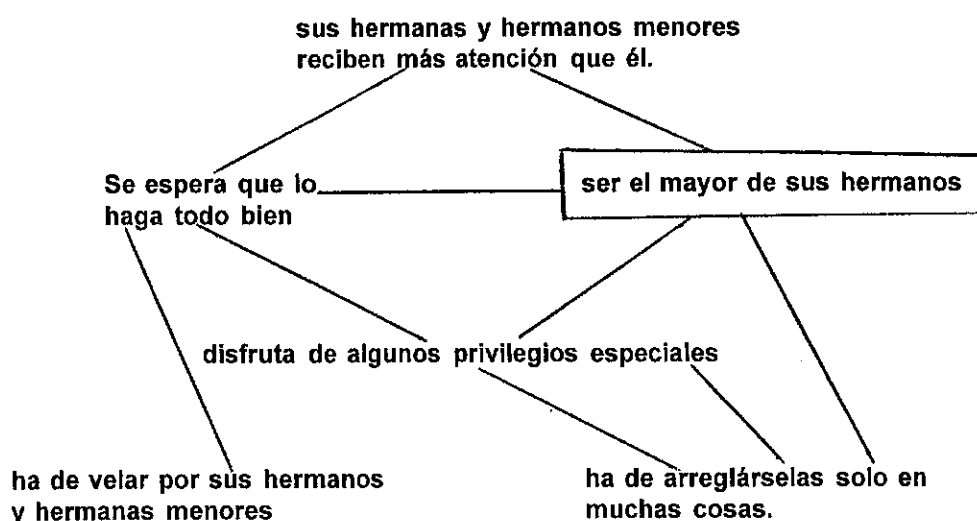 sus hermanas y hermanos menores
reciben más atención que él.
Se espera que lo
haga todo bien
ser el mayor de sus hermanos
disfruta de algunos privilegios especiales
ha de velar por sus hermanos
y hermanas menores
ha de arreglárselas solo en
muchas cosas.